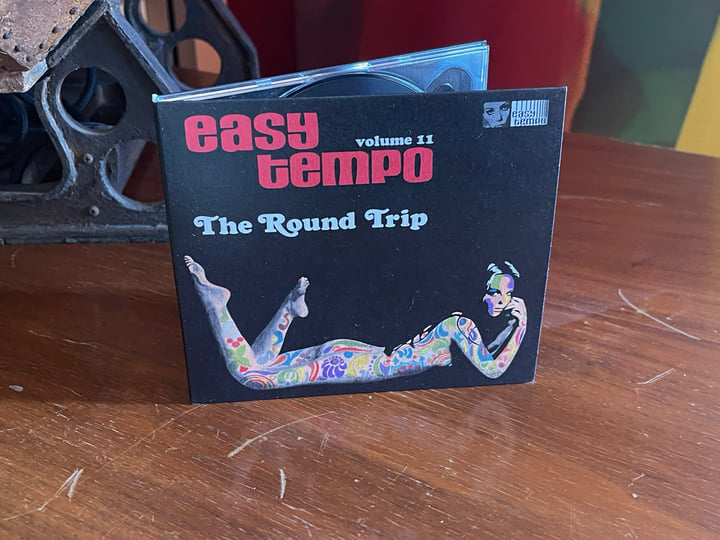 easy
volume 11
tempo
The Round Trip
easy
tempo